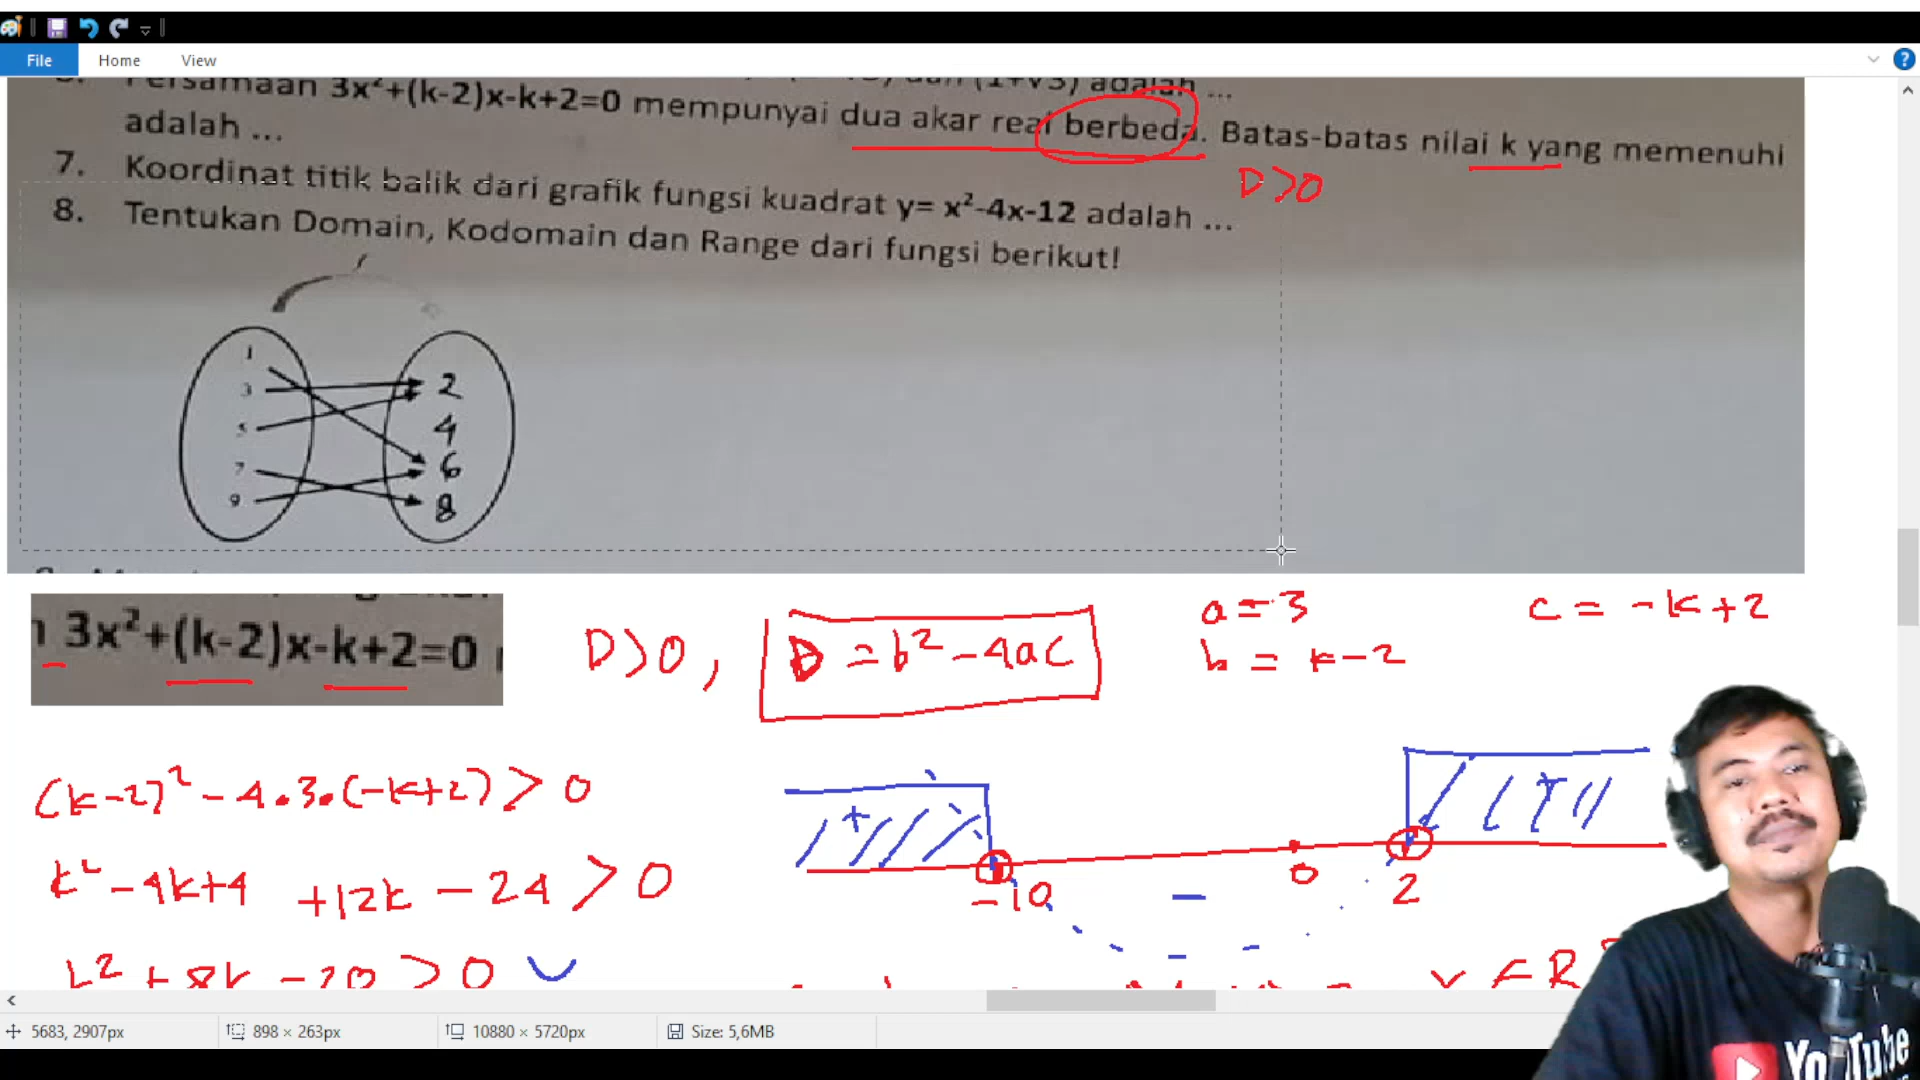 File Home View
Persamaan 3x²+(k-2)x-k+2=0 mempunyai dua akar real berbeda. Batas-batas nilai k yang memenuhi
adalah ...
D>0
7. Koordinat titik balik dari grafik fungsi kuadrat y= x²-4x-12 adalah ...
8. Tentukan Domain, Kodomain dan Range dari fungsi berikut!
1
3 2
5 4
7 6
9 8
3x²+(k-2)x-k+2=0
D>0, D = b² - 4ac
a = 3
b = k-2
c = -k+2
(k-2)² - 4.3.(-k+2) > 0
k² - 4k+4 +12k - 24 > 0
k² + 8k - 20 > 0
+ +
-10 - 0 2
5683, 2907px 898 × 263px 10880 × 5720px Size: 5,6MB
YouTube